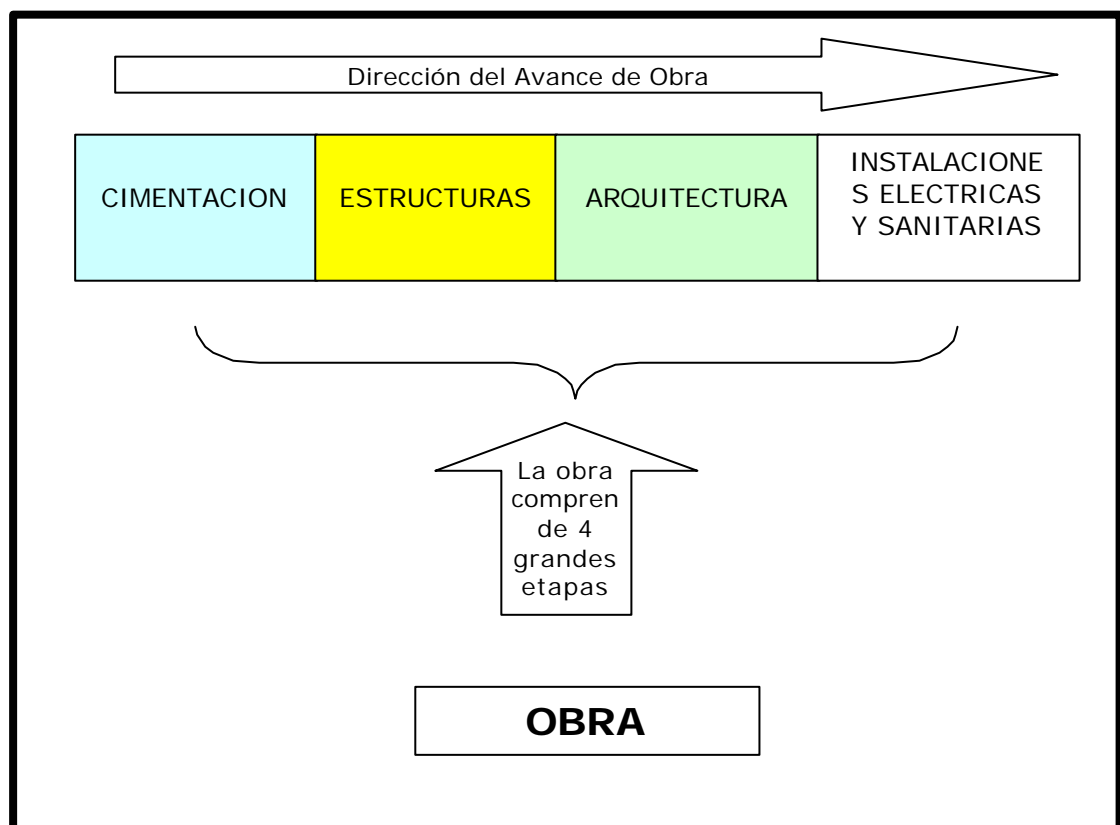 Dirección del Avance de Obra
CIMENTACION
ESTRUCTURAS
ARQUITECTURA
INSTALACIONE
S ELECTRICAS
Y SANITARIAS
La obra
compren
de 4
grandes
etapas
OBRA